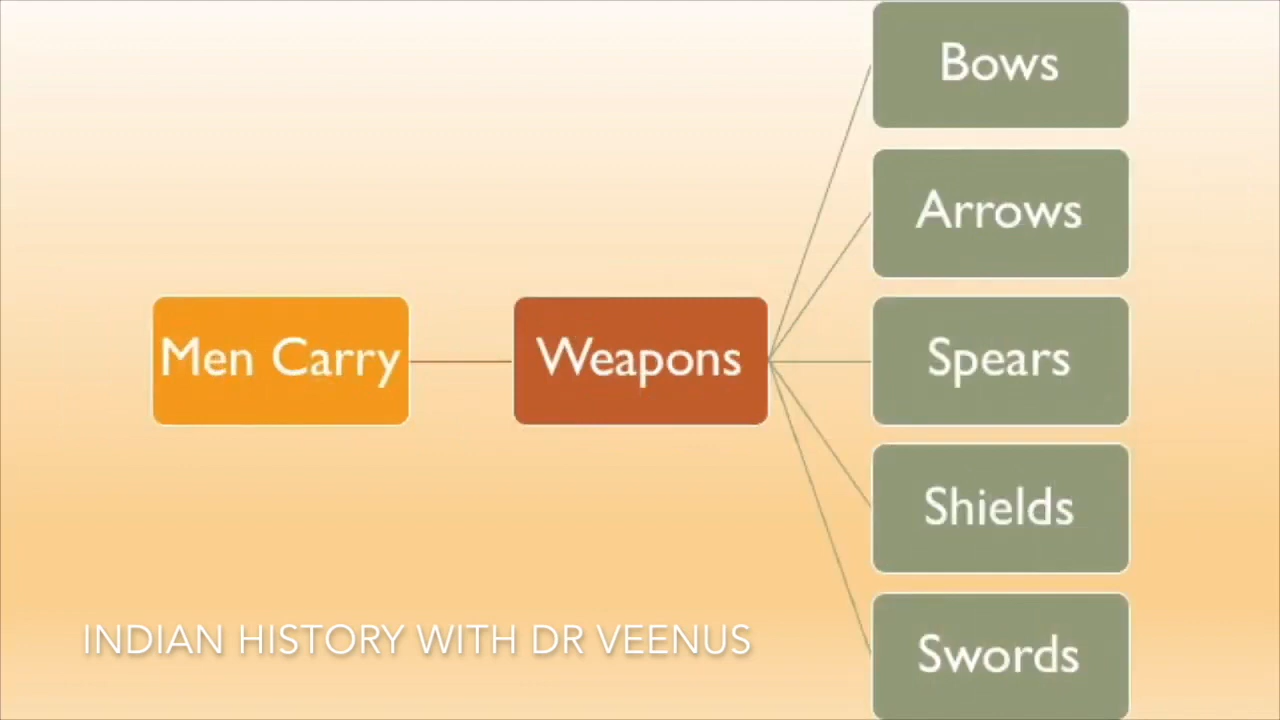 Bows
Arrows
Men Carry
Weapons
Spears
Shields
INDIAN HISTORY WITH DR VEENUS
Swords